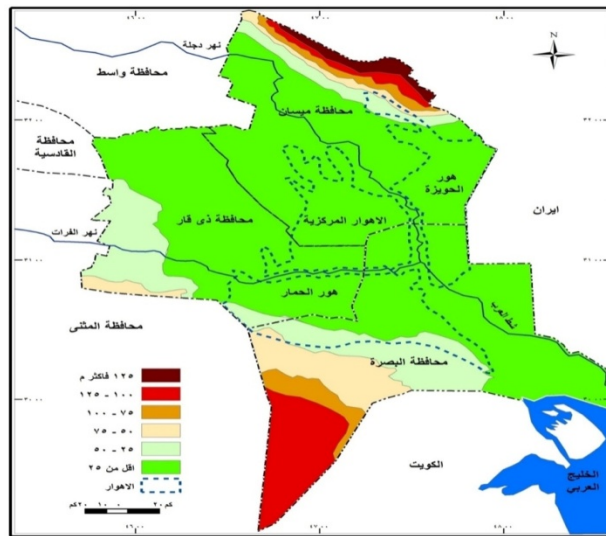 نهر دجلة
محافظة واسط
محافظة ميسان
محافظة
القادسية
هور
الحويزة
ايران
محافظة ذي قار
الاهوار المركزية
نهر الفرات
هور الحمار
شط العرب
محافظة المثنى
محافظة البصرة
الكويت
الخليج
العربي
١٢٥ فاكثر م
١٠٠ - ١٢٥
٧٥ - ١٠٠
٥٠ - ٧٥
٢٥ - ٥٠
اقل من ٢٥
الاهوار